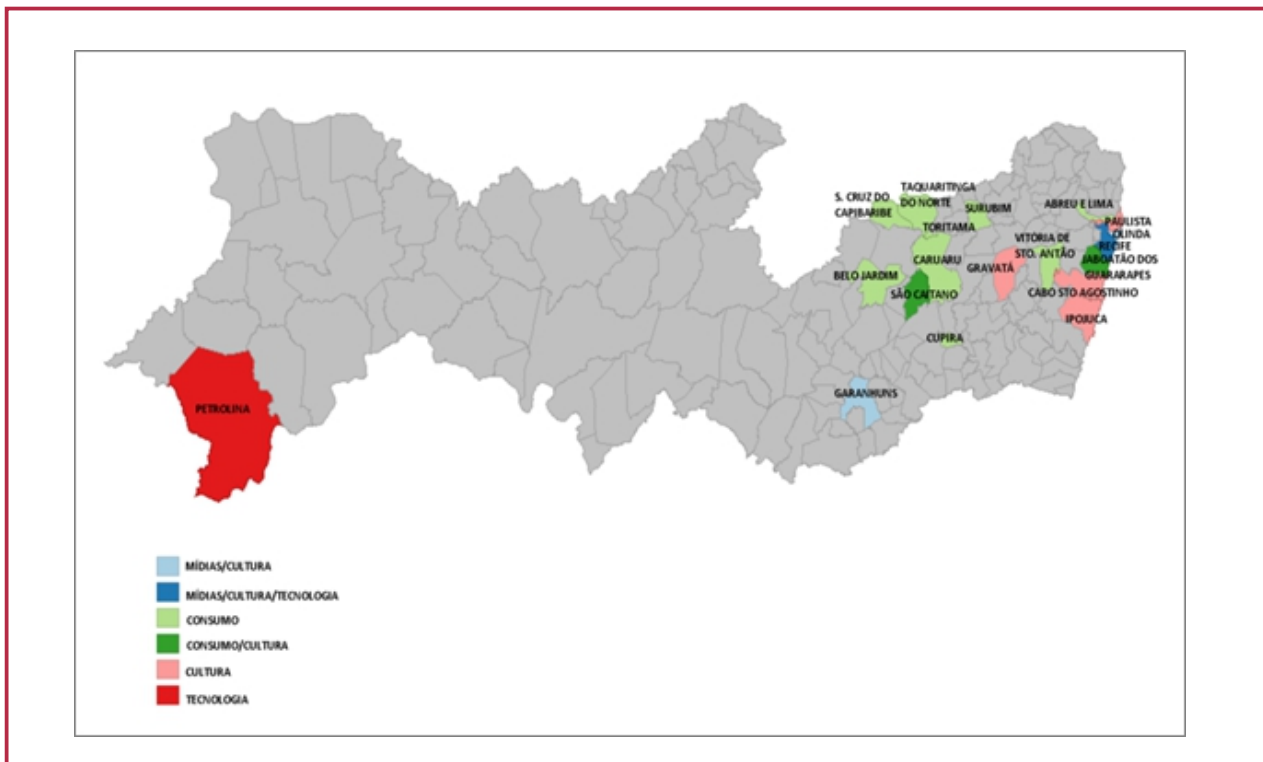 S. CRUZ DO
CAPIBARIBE
TAQUARITINGA
DO NORTE
SURUBIM
TORITAMA
ABREU E LIMA
PAULISTA
OLINDA
RECIFE
JABOATÃO DOS
GUARARAPES
VITÓRIA DE
STO. ANTÃO
CARUARU
GRAVATÁ
BELO JARDIM
SÃO CAITANO
CABO STO AGOSTINHO
IPOJUCA
CUPIRA
GARANHUNS
PETROLINA
MÍDIAS/CULTURA
MÍDIAS/CULTURA/TECNOLOGIA
CONSUMO
CONSUMO/CULTURA
CULTURA
TECNOLOGIA